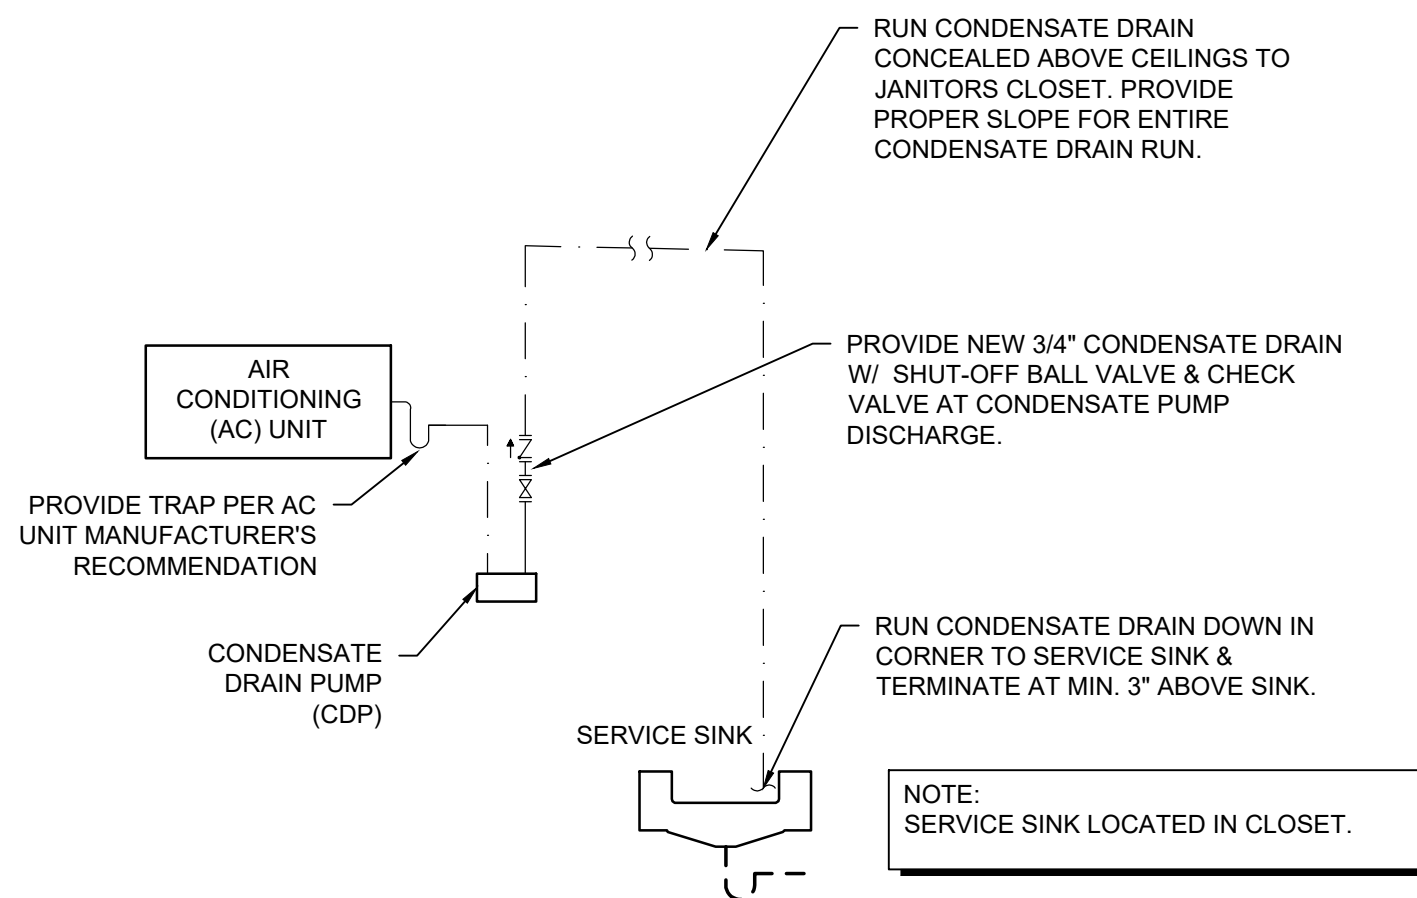 RUN CONDENSATE DRAIN
CONCEALED ABOVE CEILINGS TO
JANITORS CLOSET. PROVIDE
PROPER SLOPE FOR ENTIRE
CONDENSATE DRAIN RUN.
AIR
CONDITIONING
(AC) UNIT
PROVIDE NEW 3/4" CONDENSATE DRAIN
W/ SHUT-OFF BALL VALVE & CHECK
VALVE AT CONDENSATE PUMP
DISCHARGE.
PROVIDE TRAP PER AC
UNIT MANUFACTURER'S
RECOMMENDATION
CONDENSATE
DRAIN PUMP
(CDP)
RUN CONDENSATE DRAIN DOWN IN
CORNER TO SERVICE SINK &
TERMINATE AT MIN. 3" ABOVE SINK.
SERVICE SINK
NOTE:
SERVICE SINK LOCATED IN CLOSET.